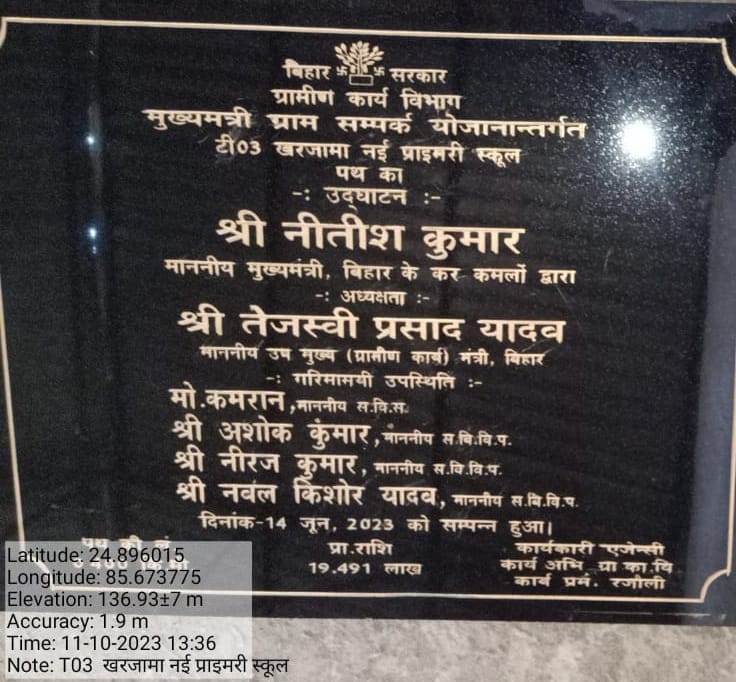 बिहार सरकार
ग्रामीण कार्य विभाग
मुख्यमत्री ग्राम सम्पर्क योजानान्तर्गत
टी03 खरजामा नई प्राइमरी स्कूल
पथ का
-: उद्घाटन :-
श्री नीतीश कुमार
माननीय मुख्यमंत्री, बिहार के कर कमलों द्वारा
-: अध्यक्षता :-
श्री तेजस्वी प्रसाद यादव
माननीय उप मुख्य (ग्रामीण कार्य) मंत्री, बिहार
-: गरिमामयी उपस्थिति :-
मो.कमरान, माननीय स.वि.स.
श्री अशोक कुंमार, माननीय स.बि.वि.प.
श्री नीरज कुमार, माननीय स.वि.वि.प.
श्री नवल किशोर यादव, माननीय स.बि.वि.प.
दिनांक-14 जून, 2023 को सम्पन्न हुआ।
पथ की लं
प्रा.राशि
19.491 लाख
कार्यकारी एजेन्सी
कार्य अभि प्रा का.वि
कार्य प्रमं. रजौली
Latitude: 24.896015
Longitude: 85.673775
Elevation: 136.93±7 m
Accuracy: 1.9 m
Time: 11-10-2023 13:36
Note: T03 खरजामा नई प्राइमरी स्कूल